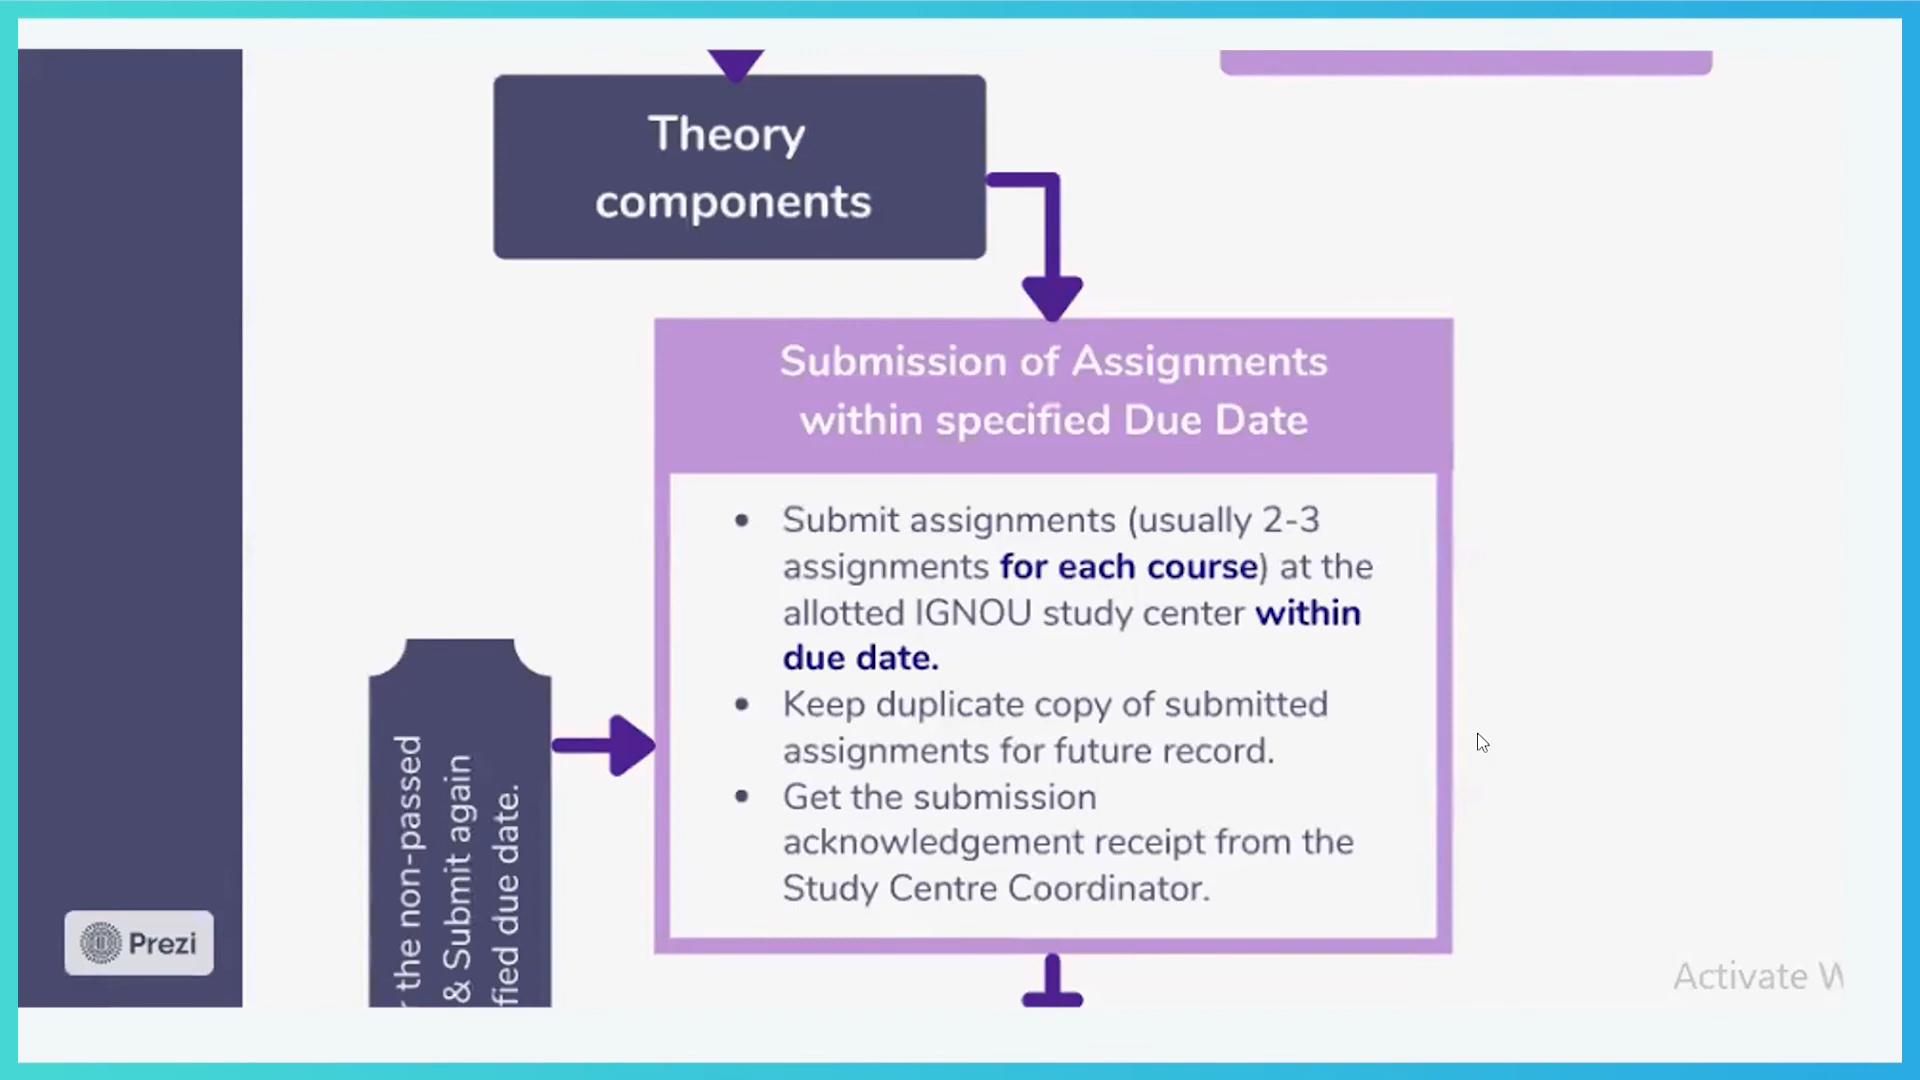 Theory
components
Submission of Assignments
within specified Due Date
• Submit assignments (usually 2-3
assignments for each course) at the
allotted IGNOU study center within
due date.
• Keep duplicate copy of submitted
assignments for future record.
• Get the submission
acknowledgement receipt from the
Study Centre Coordinator.
the non-passed
& Submit again
fied due date.
Prezi
Activate